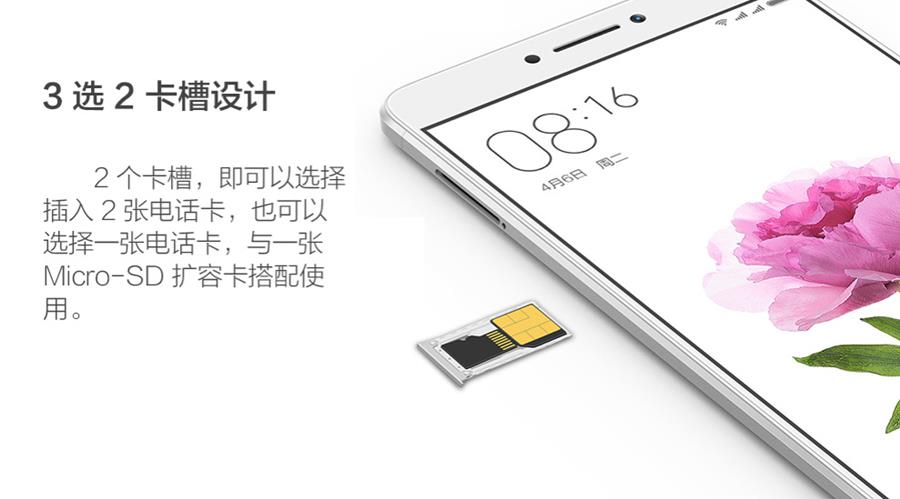 3 选 2 卡槽设计
2 个卡槽，即可以选择
插入 2 张电话卡，也可以
选择一张电话卡，与一张
Micro-SD 扩容卡搭配使
用。
08:16
4月6日 周二